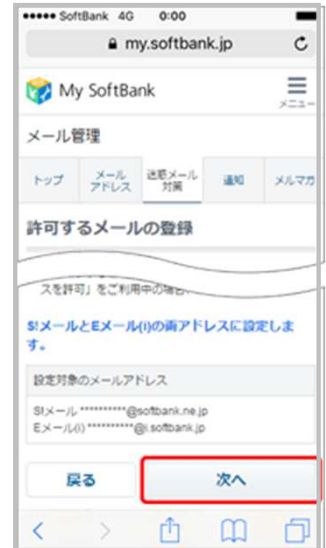 ●●●●● SoftBank 4G 0:00
my.softbank.jp
My SoftBank
メニュー
メール管理
トップ
メール
アドレス
迷惑メール
対策
通知
メルマガ
許可するメールの登録
スを許可」をご利用中の場合、
S!メールとEメール(i)の両アドレスに設定しま
す。
設定対象のメールアドレス
S!メール **********@softbank.ne.jp
Eメール(i) **********@i.softbank.jp
戻る
次へ